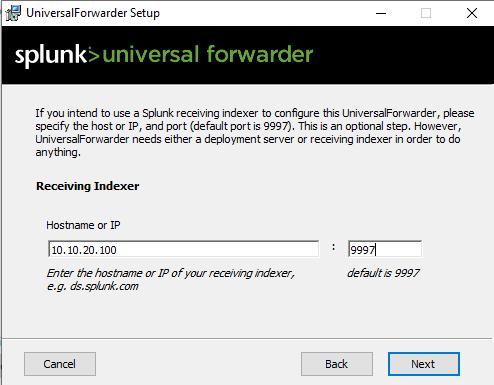 UniversalForwarder Setup
splunk>universal forwarder
If you intend to use a Splunk receiving indexer to configure this UniversalForwarder, please
specify the host or IP, and port (default port is 9997). This is an optional step. However,
UniversalForwarder needs either a deployment server or receiving indexer in order to do
anything.
Receiving Indexer
Hostname or IP
10.10.20.100 : 9997
Enter the hostname or IP of your receiving indexer, default is 9997
e.g. ds.splunk.com
Cancel Back Next